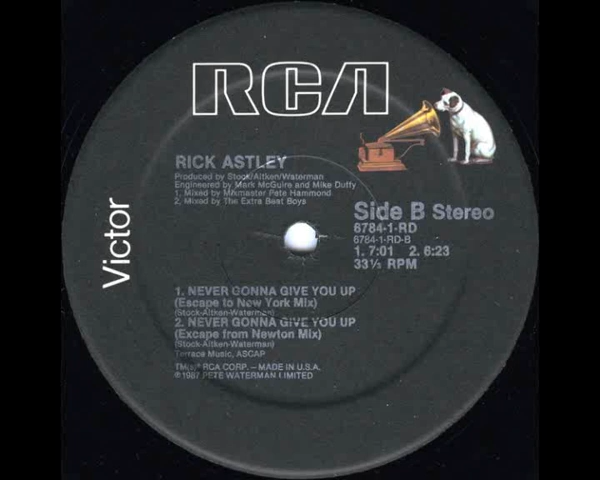 RCA
Victor
RICK ASTLEY
Produced by Stock/Aitken/Waterman
Engineered by Mark McGuire and Mike Duffy
1. Mixed by Mixmaster Pete Hammond
2. Mixed by The Extra Beat Boys
Side B Stereo
6784-1-RD
6784-1-RD-B
1. 7:01 2. 6:23
33⅓ RPM
1. NEVER GONNA GIVE YOU UP
(Escape to New York Mix)
(Stock-Aitken-Waterman)
2. NEVER GONNA GIVE YOU UP
(Excape from Newton Mix)
(Stock-Aitken-Waterman)
Terrace Music, ASCAP
TM(s)® RCA CORP. – MADE IN U.S.A.
℗1987 PETE WATERMAN LIMITED